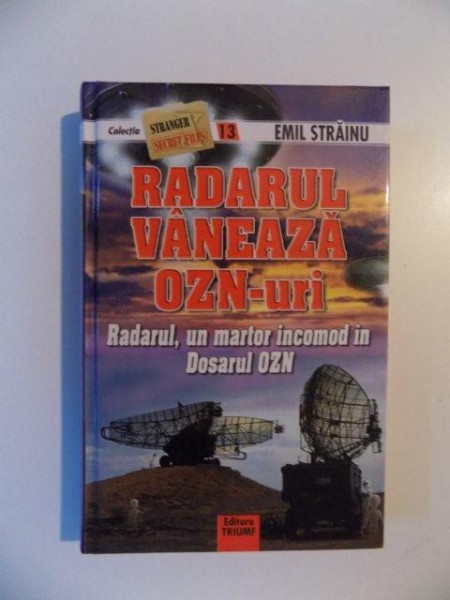 Colecția STRANGER 13 EMIL STRĂINU
SECRET FILES
RADARUL
VÂNEAZĂ
OZN-uri
Radarul, un martor incomod in
Dosarul OZN
Editura
TRIUMF